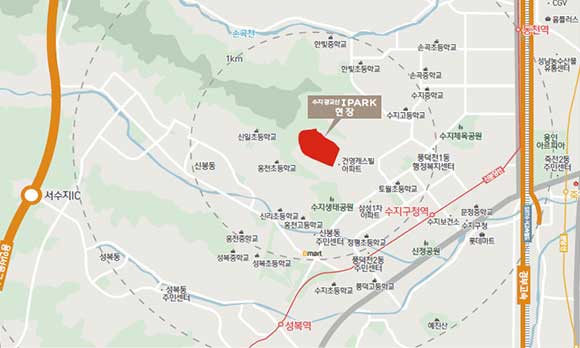 CGV
홈플러스
동천역
손곡천
한빛중학교
손곡초등학교
성남농수산물
유통센터
1km
한빛초등학교
손곡중학교
수지중학교
수지 광교산 IPARK
현장
수지고등학교
신일초등학교
수지체육공원
용인
아르피아
신봉동
홍천초등학교
건영캐스빌
아파트
풍덕천1동
행정복지센터
죽전2동
주민센터
신분당선
토월초등학교
서수지IC
수지생태공원
삼성1차
아파트
수지구청역
문정중학교
신리초등학교
홍천고등학교
수지보건소
수지구청
홍천중학교
신봉동
주민센터
정평초등학교
롯데마트
성복동
성복중학교
emart
신정공원
성복초등학교
풍덕천2동
주민센터
경부고속
성복동
주민센터
수지초등학교
풍덕고등학교
성복역
예진산